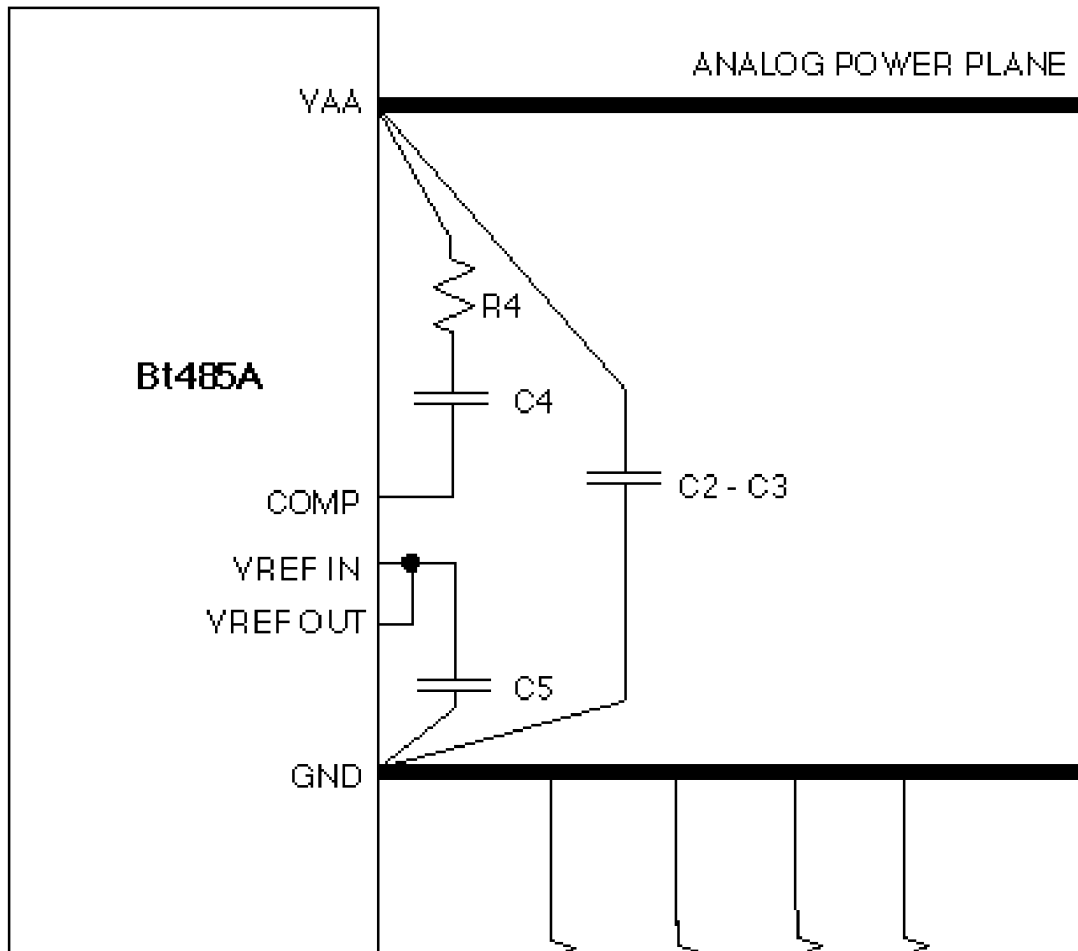 ANALOG POWER PLANE
VAA
R4
Bt485A
C4
C2 - C3
COMP
VREF IN
VREF OUT
C5
GND